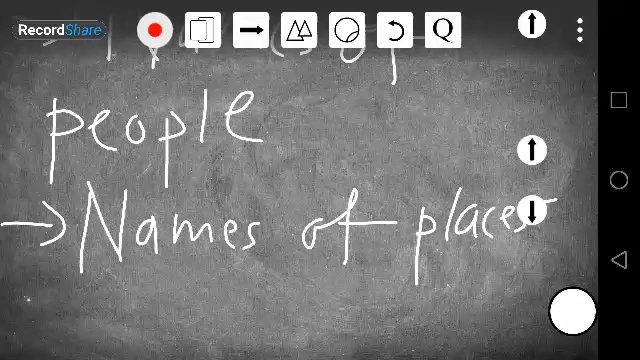 RecordShare
Q
people
→ Names of places